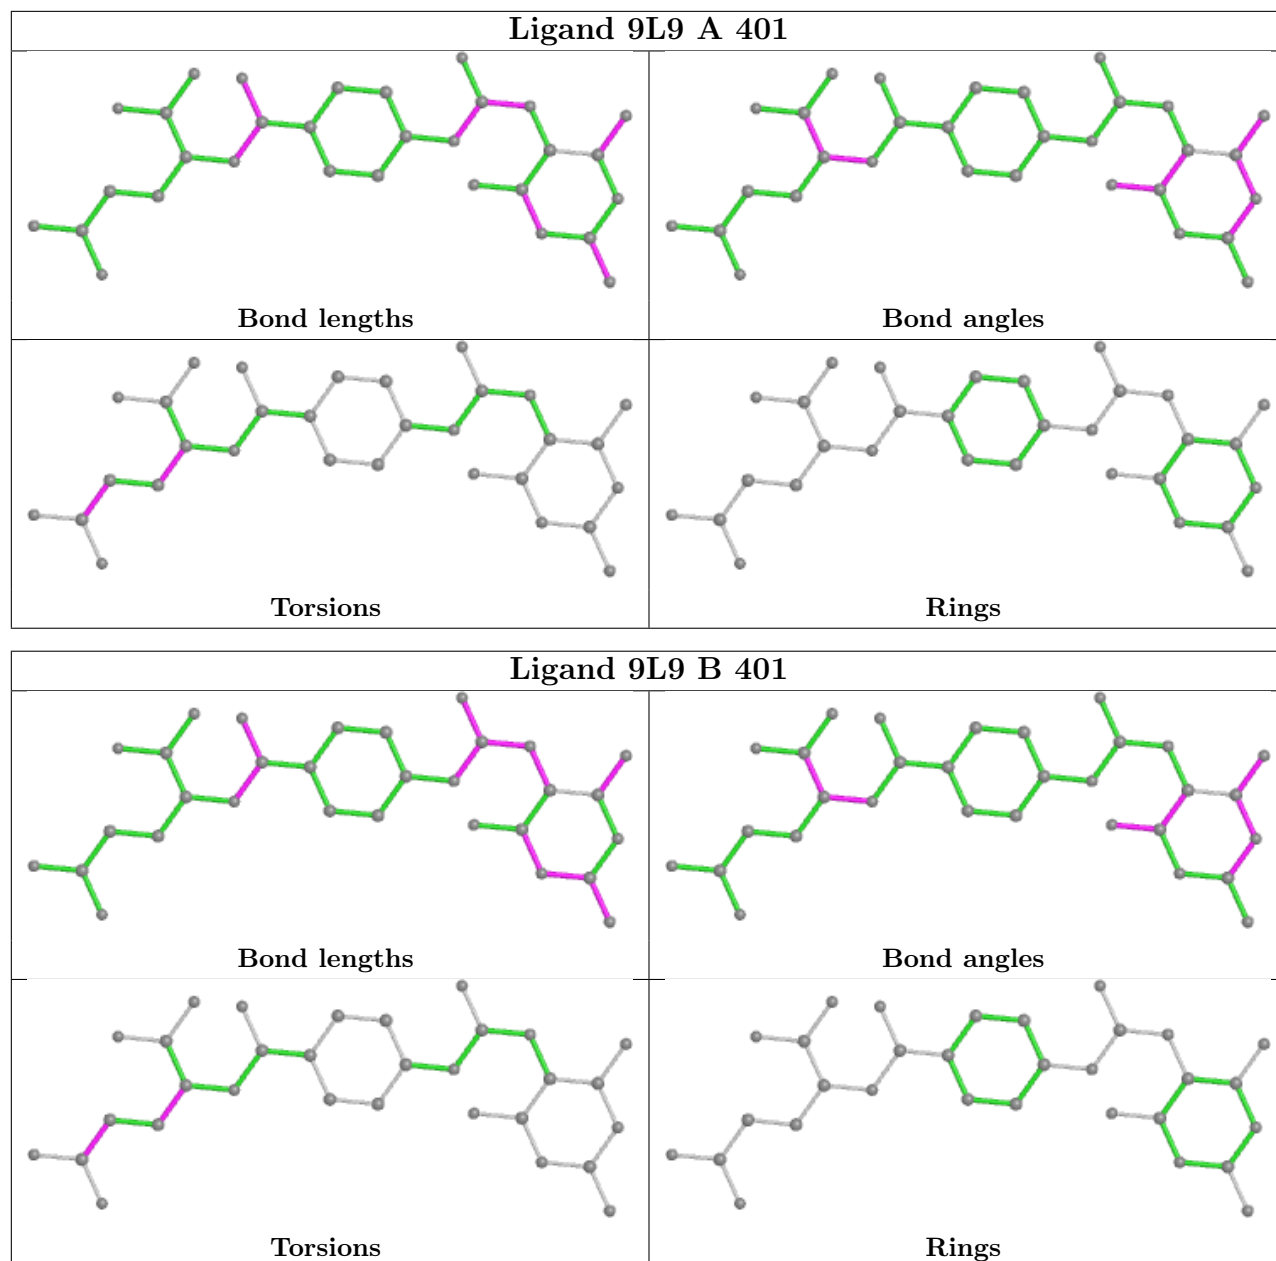 Ligand 9L9 A 401
Bond lengths
Bond angles
Torsions
Rings
Ligand 9L9 B 401
Bond lengths
Bond angles
Torsions
Rings